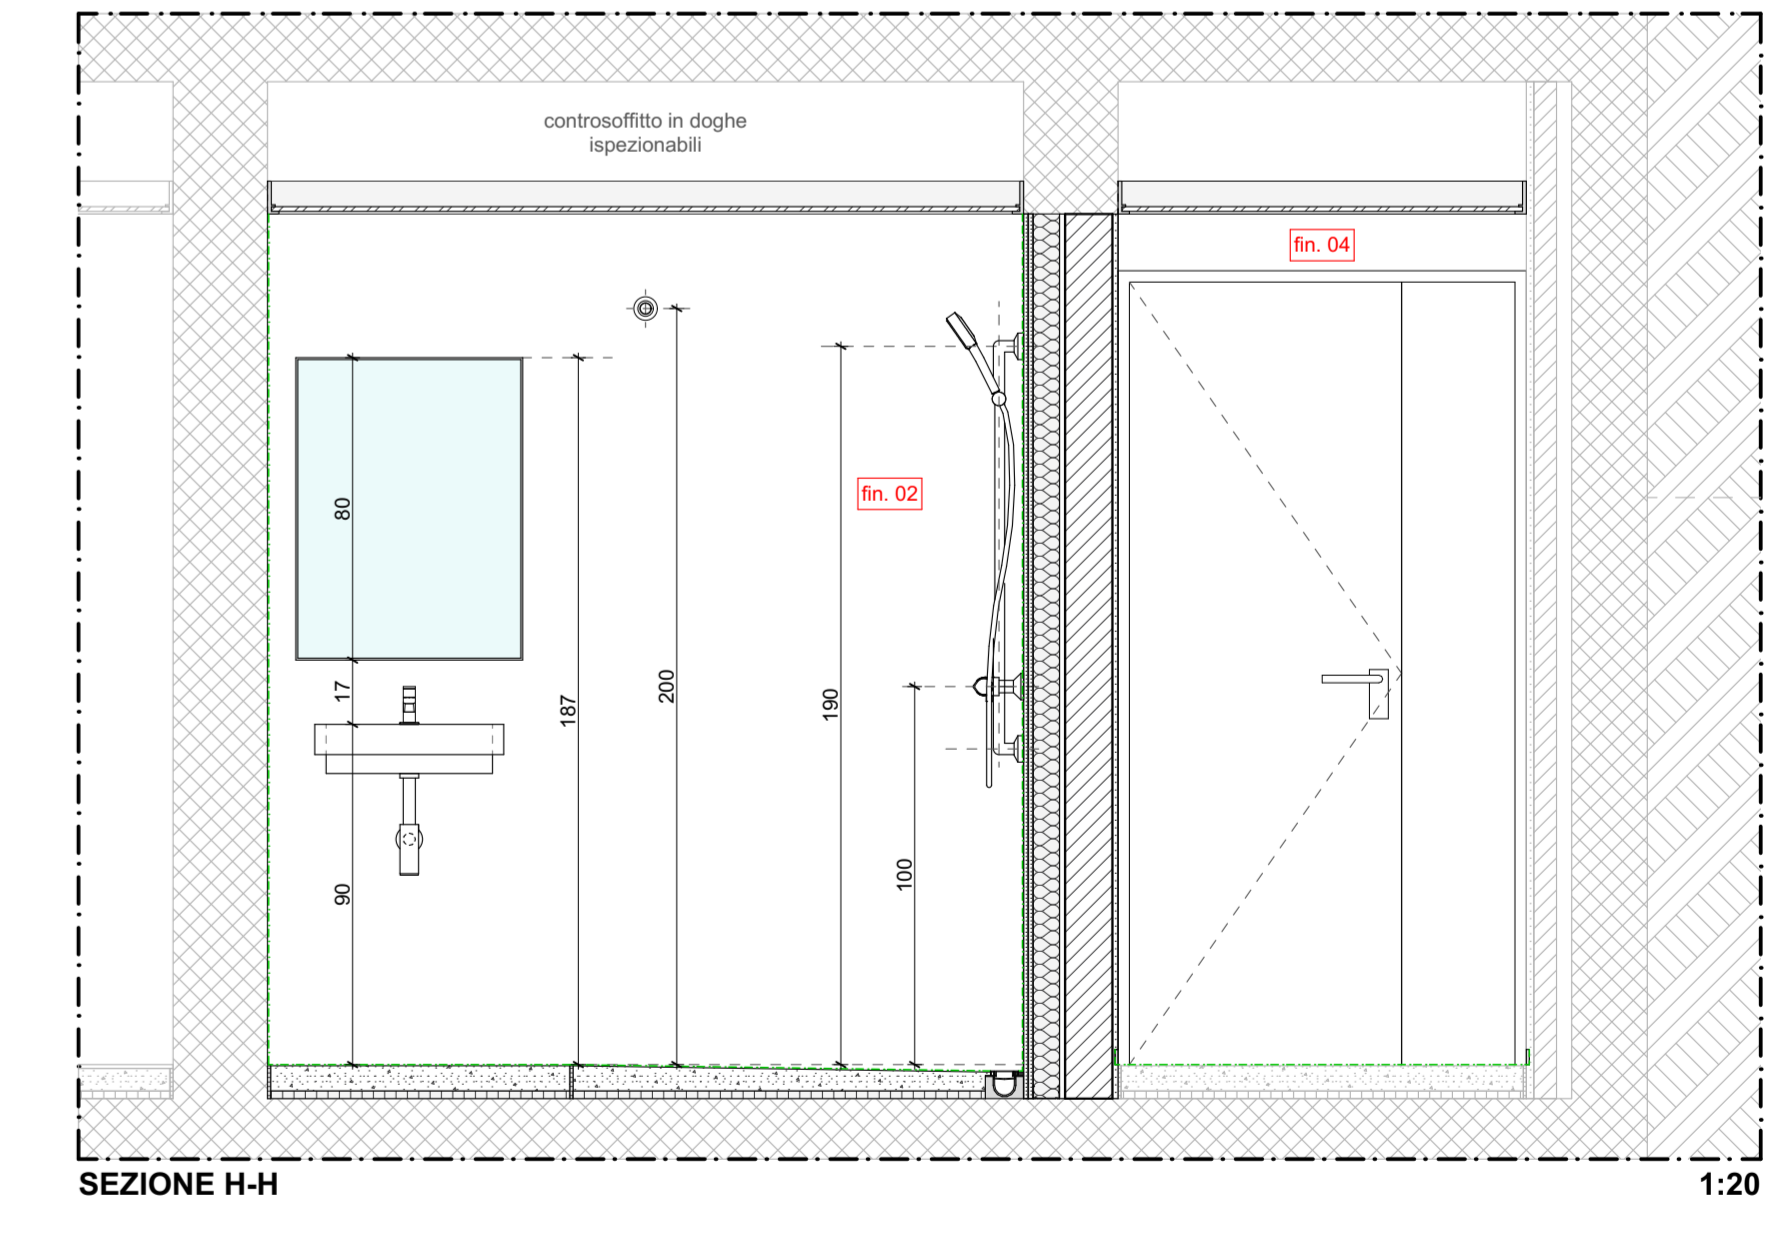 controsoffitto in doghe
ispezionabili
fin. 04
fin. 02
80
17
90
187
200
190
100
SEZIONE H-H
1:20